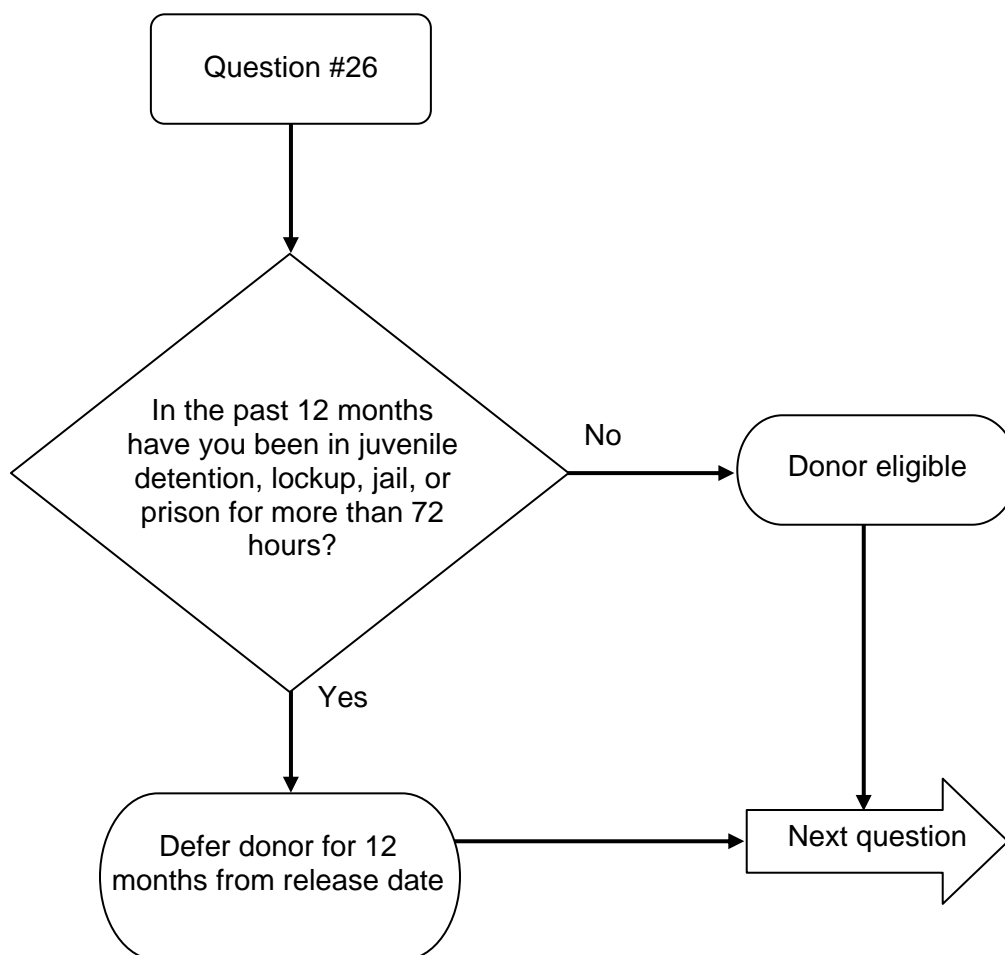 Question #26
In the past 12 months
have you been in juvenile
detention, lockup, jail, or
prison for more than 72
hours?
No
Donor eligible
Yes
Defer donor for 12
months from release date
Next question